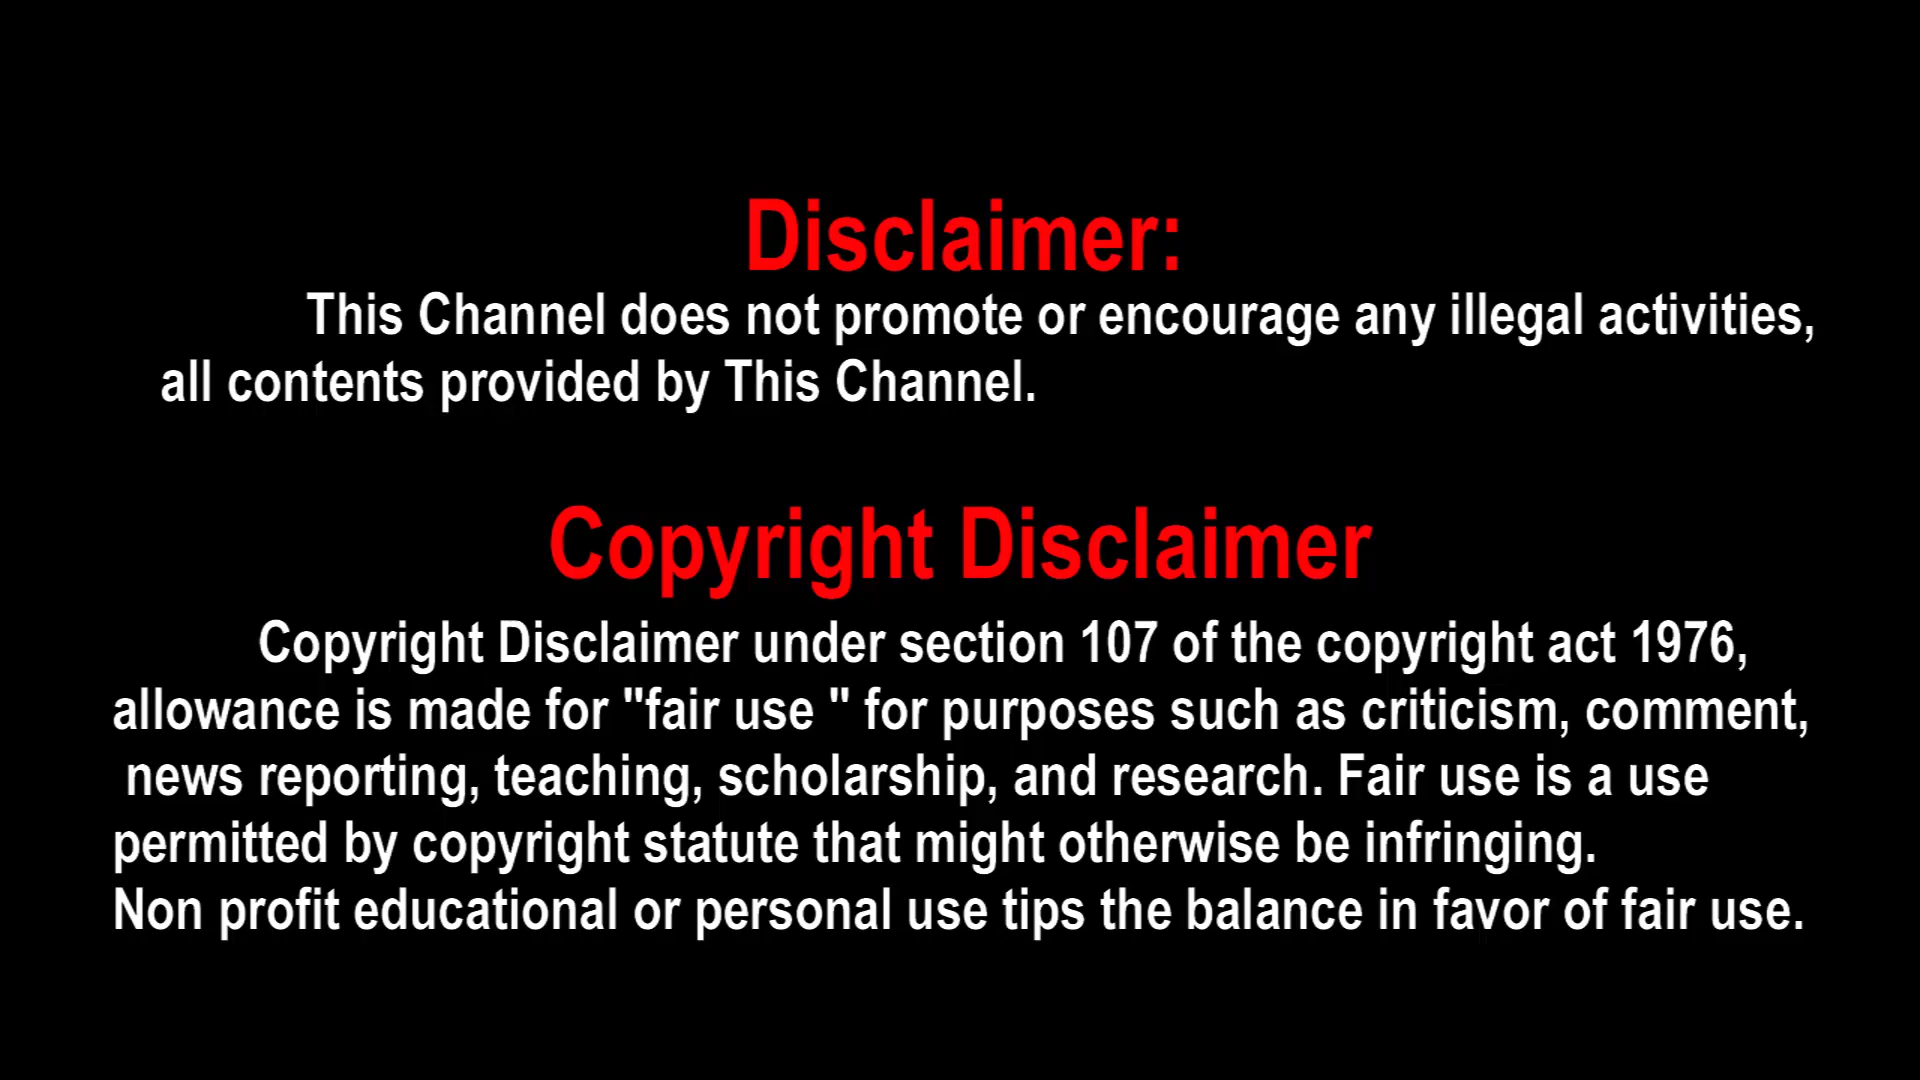 Disclaimer:
This Channel does not promote or encourage any illegal activities,
all contents provided by This Channel.
Copyright Disclaimer
Copyright Disclaimer under section 107 of the copyright act 1976,
allowance is made for "fair use " for purposes such as criticism, comment,
news reporting, teaching, scholarship, and research. Fair use is a use
permitted by copyright statute that might otherwise be infringing.
Non profit educational or personal use tips the balance in favor of fair use.